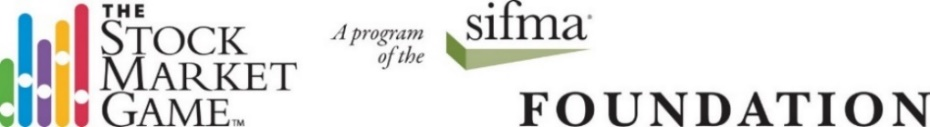 THE
STOCK
MARKET
GAME™
A program
of the
sifma®
FOUNDATION